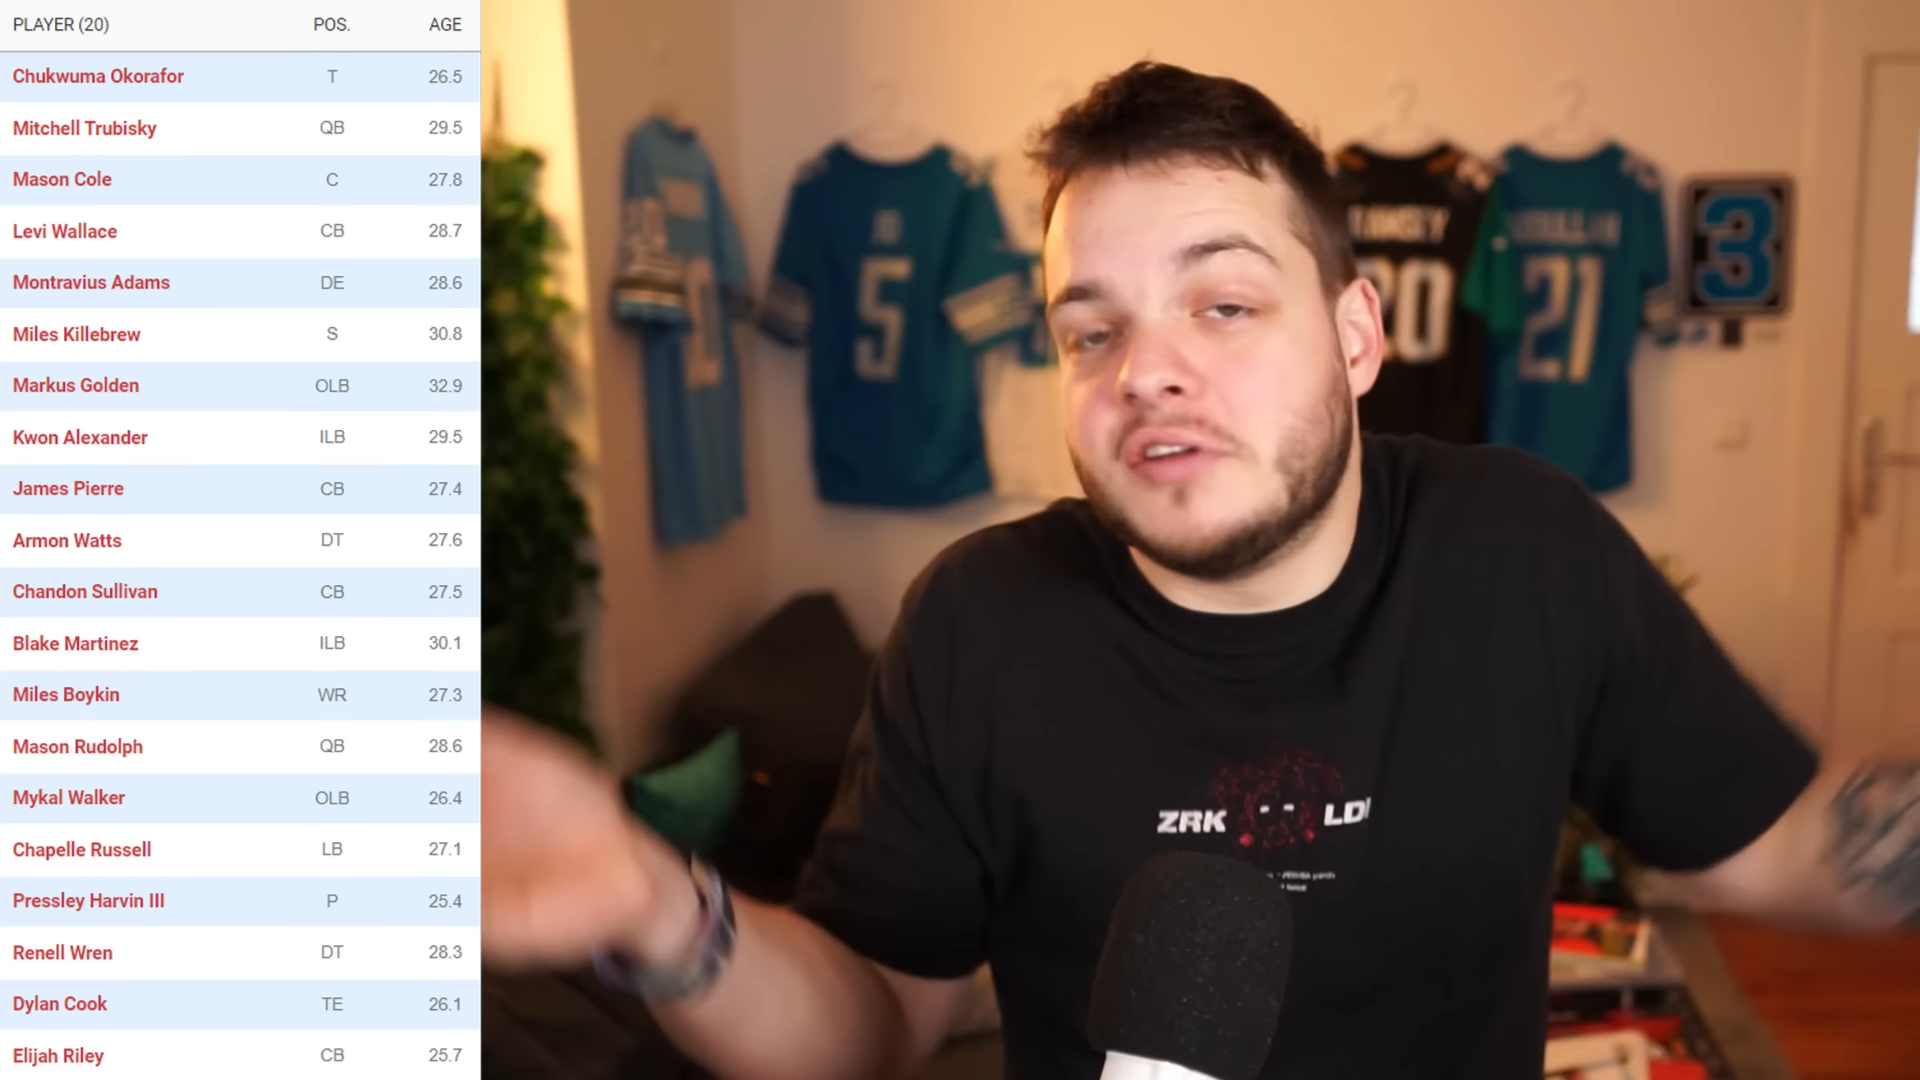 PLAYER (20) POS. AGE
Chukwuma Okorafor T 26.5
Mitchell Trubisky QB 29.5
Mason Cole C 27.8
Levi Wallace CB 28.7
Montravius Adams DE 28.6
Miles Killebrew S 30.8
Markus Golden OLB 32.9
Kwon Alexander ILB 29.5
James Pierre CB 27.4
Armon Watts DT 27.6
Chandon Sullivan CB 27.5
Blake Martinez ILB 30.1
Miles Boykin WR 27.3
Mason Rudolph QB 28.6
Mykal Walker OLB 26.4
Chapelle Russell LB 27.1
Pressley Harvin III P 25.4
Renell Wren DT 28.3
Dylan Cook TE 26.1
Elijah Riley CB 25.7
5
20
21
3
ZRK LD